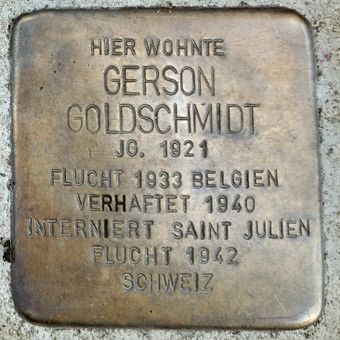 HIER WOHNTE
GERSON
GOLDSCHMIDT
JG. 1921
FLUCHT 1933 BELGIEN
VERHAFTET 1940
INTERNIERT SAINT JULIEN
FLUCHT 1942
SCHWEIZ